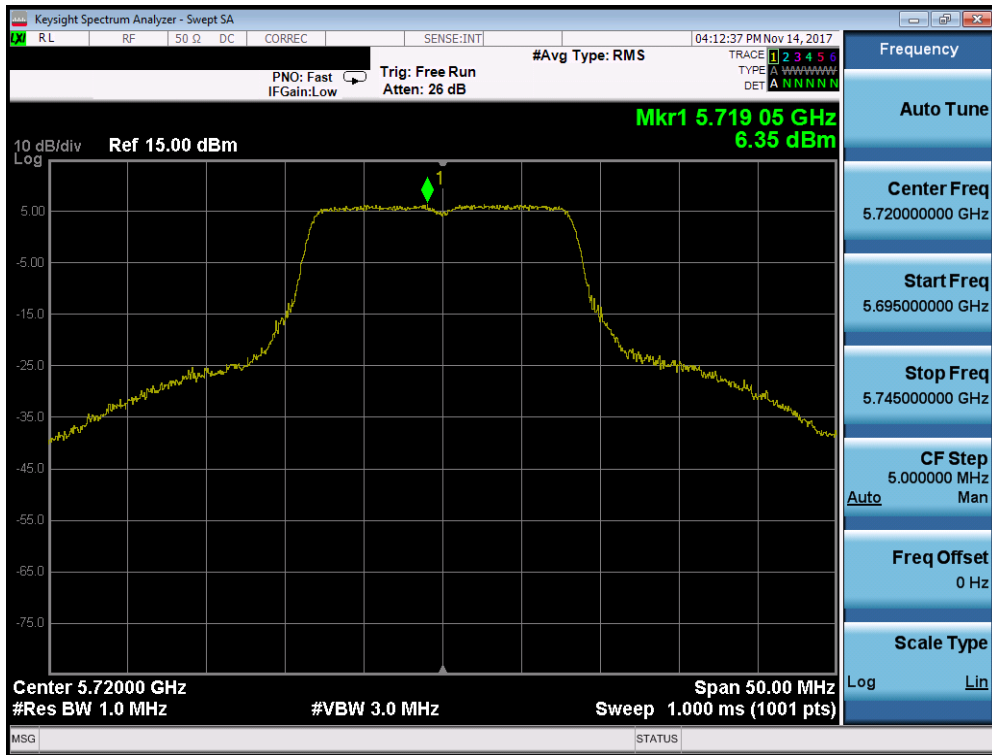 Keysight Spectrum Analyzer - Swept SA
LXI RL RF 50 Ω DC CORREC SENSE:INT 04:12:37 PM Nov 14, 2017
#Avg Type: RMS
TRACE 1 2 3 4 5 6
TYPE A WWWWW
DET A N N N N N
PNO: Fast
IFGain:Low
Trig: Free Run
Atten: 26 dB
Mkr1 5.719 05 GHz
6.35 dBm
10 dB/div Ref 15.00 dBm
Log
1
5.00
-5.00
-15.0
-25.0
-35.0
-45.0
-55.0
-65.0
-75.0
Center 5.72000 GHz Span 50.00 MHz
#Res BW 1.0 MHz #VBW 3.0 MHz Sweep 1.000 ms (1001 pts)
MSG STATUS
Frequency
Auto Tune
Center Freq
5.720000000 GHz
Start Freq
5.695000000 GHz
Stop Freq
5.745000000 GHz
CF Step
5.000000 MHz
Auto Man
Freq Offset
0 Hz
Scale Type
Log Lin